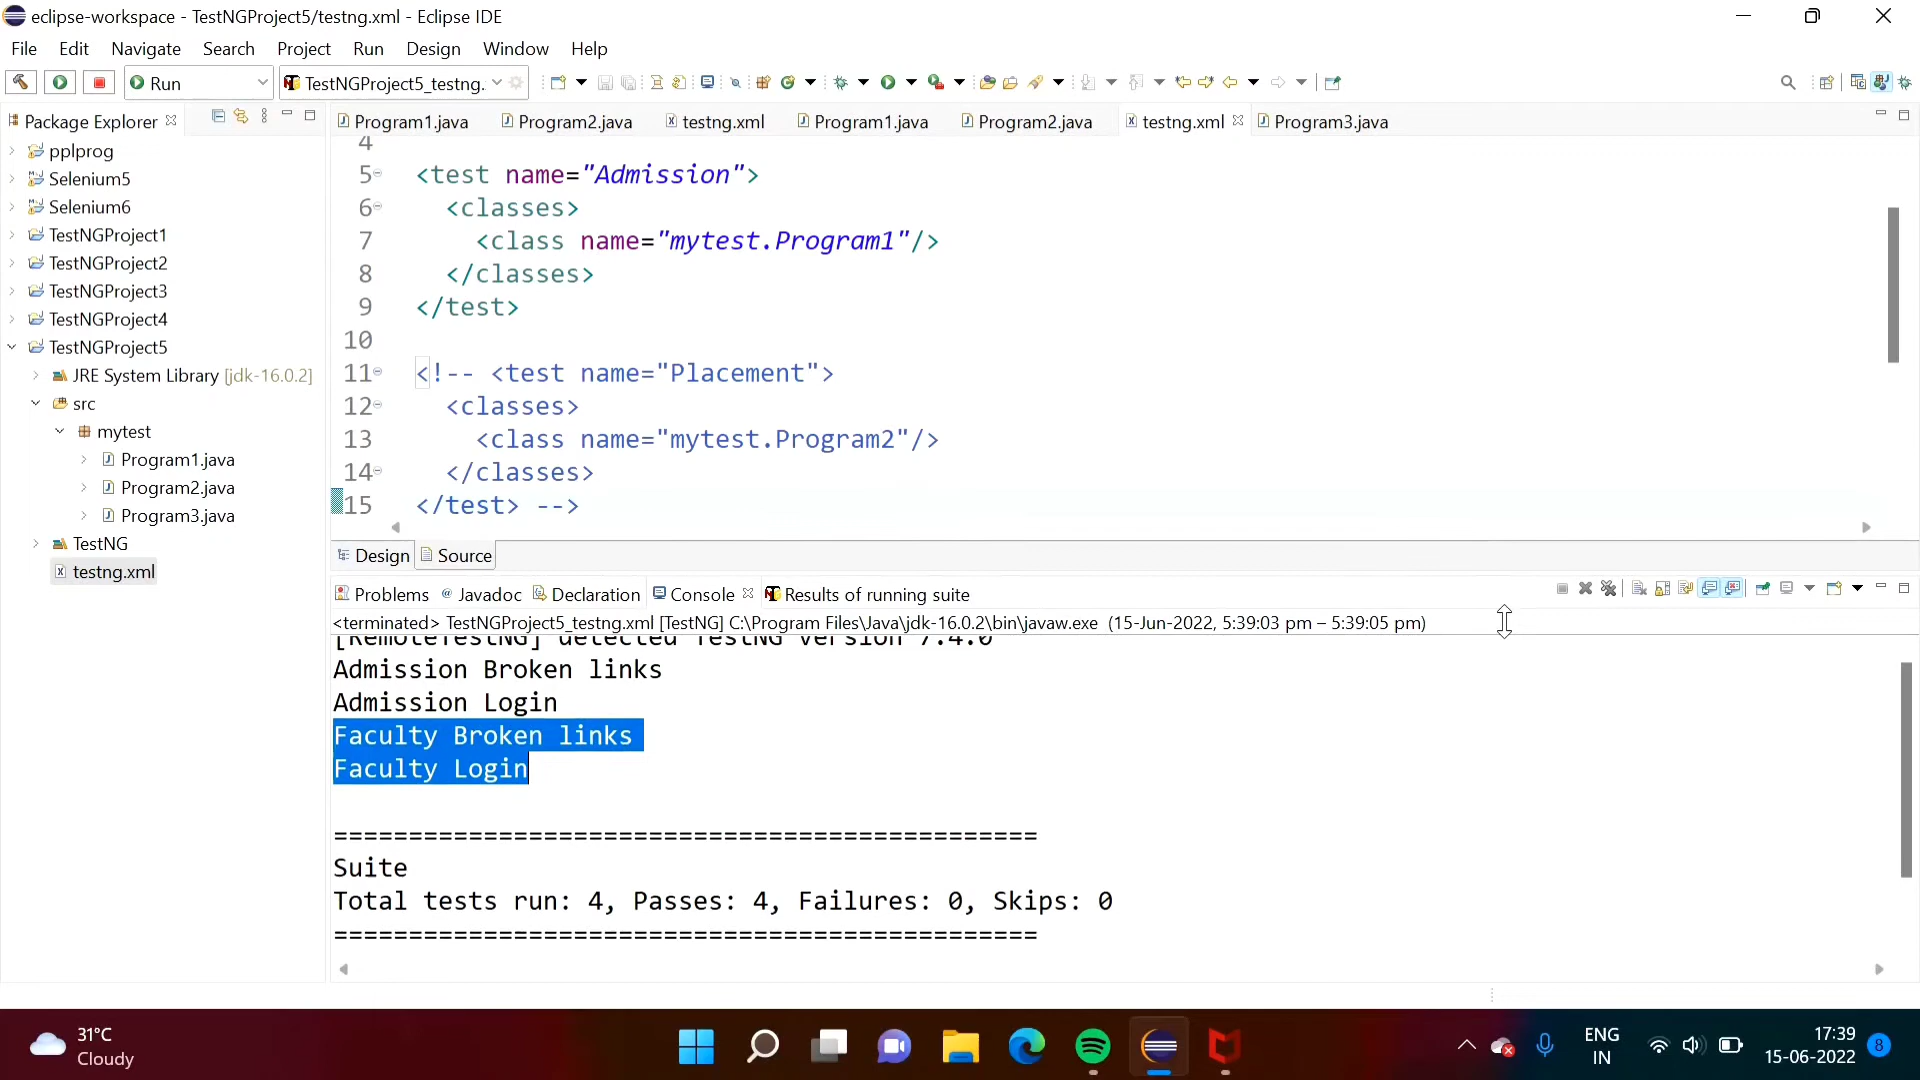 eclipse-workspace - TestNGProject5/testng.xml - Eclipse IDE
File Edit Navigate Search Project Run Design Window Help
Run TestNGProject5_testng.
Package Explorer
pplprog
Selenium5
Selenium6
TestNGProject1
TestNGProject2
TestNGProject3
TestNGProject4
TestNGProject5
JRE System Library [jdk-16.0.2]
src
mytest
Program1.java
Program2.java
Program3.java
TestNG
testng.xml
Program1.java Program2.java testng.xml Program1.java Program2.java testng.xml Program3.java
4
5 <test name="Admission">
6 <classes>
7 <class name="mytest.Program1"/>
8 </classes>
9 </test>
10
11 <!-- <test name="Placement">
12 <classes>
13 <class name="mytest.Program2"/>
14 </classes>
15 </test> -->
Design Source
Problems @ Javadoc Declaration Console Results of running suite
<terminated> TestNGProject5_testng.xml [TestNG] C:\Program Files\Java\jdk-16.0.2\bin\javaw.exe (15-Jun-2022, 5:39:03 pm – 5:39:05 pm)
[RemoteTestNG] detected TestNG version 7.4.0
Admission Broken links
Admission Login
Faculty Broken links
Faculty Login
===============================================
Suite
Total tests run: 4, Passes: 4, Failures: 0, Skips: 0
===============================================
31°C
Cloudy
ENG
IN
17:39
15-06-2022
8